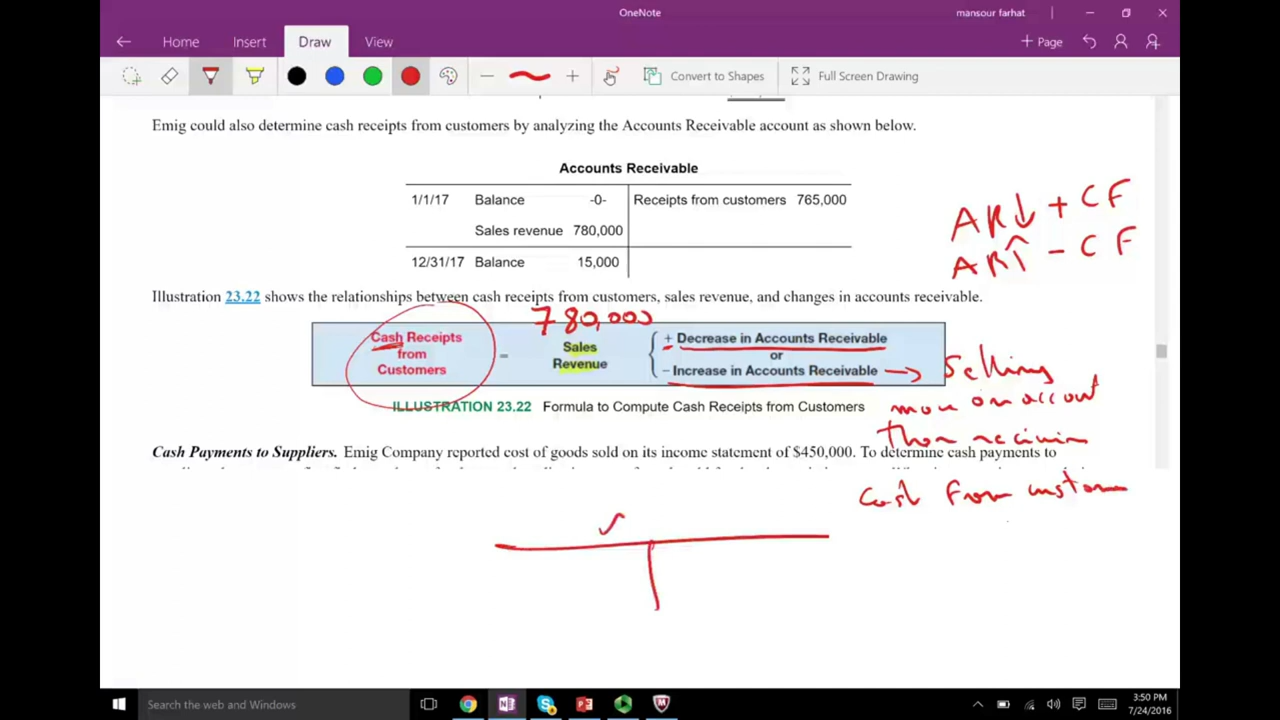 OneNote
mansour farhat
Home Insert Draw View
Page
Convert to Shapes Full Screen Drawing
Emig could also determine cash receipts from customers by analyzing the Accounts Receivable account as shown below.
Accounts Receivable
1/1/17 Balance -0- Receipts from customers 765,000
Sales revenue 780,000
12/31/17 Balance 15,000
AR↓ + CF
AR↑ - CF
Illustration 23.22 shows the relationships between cash receipts from customers, sales revenue, and changes in accounts receivable.
780,000
Cash Receipts
from
Customers
=
Sales
Revenue
+ Decrease in Accounts Receivable
or
- Increase in Accounts Receivable
→ Selling
more on account
than
ILLUSTRATION 23.22 Formula to Compute Cash Receipts from Customers
Cash Payments to Suppliers. Emig Company reported cost of goods sold on its income statement of $450,000. To determine cash payments to
Cash from
Search the web and Windows
3:50 PM
7/24/2016